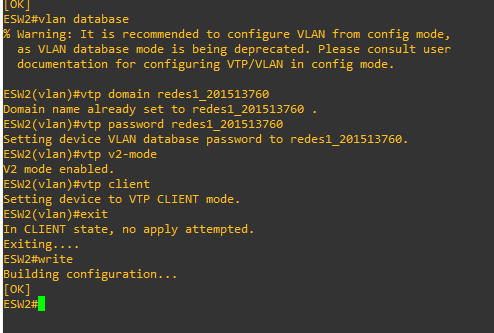 [OK]
ESW2#vlan database
% Warning: It is recommended to configure VLAN from config mode,
as VLAN database mode is being deprecated. Please consult user
documentation for configuring VTP/VLAN in config mode.
ESW2(vlan)#vtp domain redes1_201513760
Domain name already set to redes1_201513760 .
ESW2(vlan)#vtp password redes1_201513760
Setting device VLAN database password to redes1_201513760.
ESW2(vlan)#vtp v2-mode
V2 mode enabled.
ESW2(vlan)#vtp client
Setting device to VTP CLIENT mode.
ESW2(vlan)#exit
In CLIENT state, no apply attempted.
Exiting....
ESW2#write
Building configuration...
[OK]
ESW2#